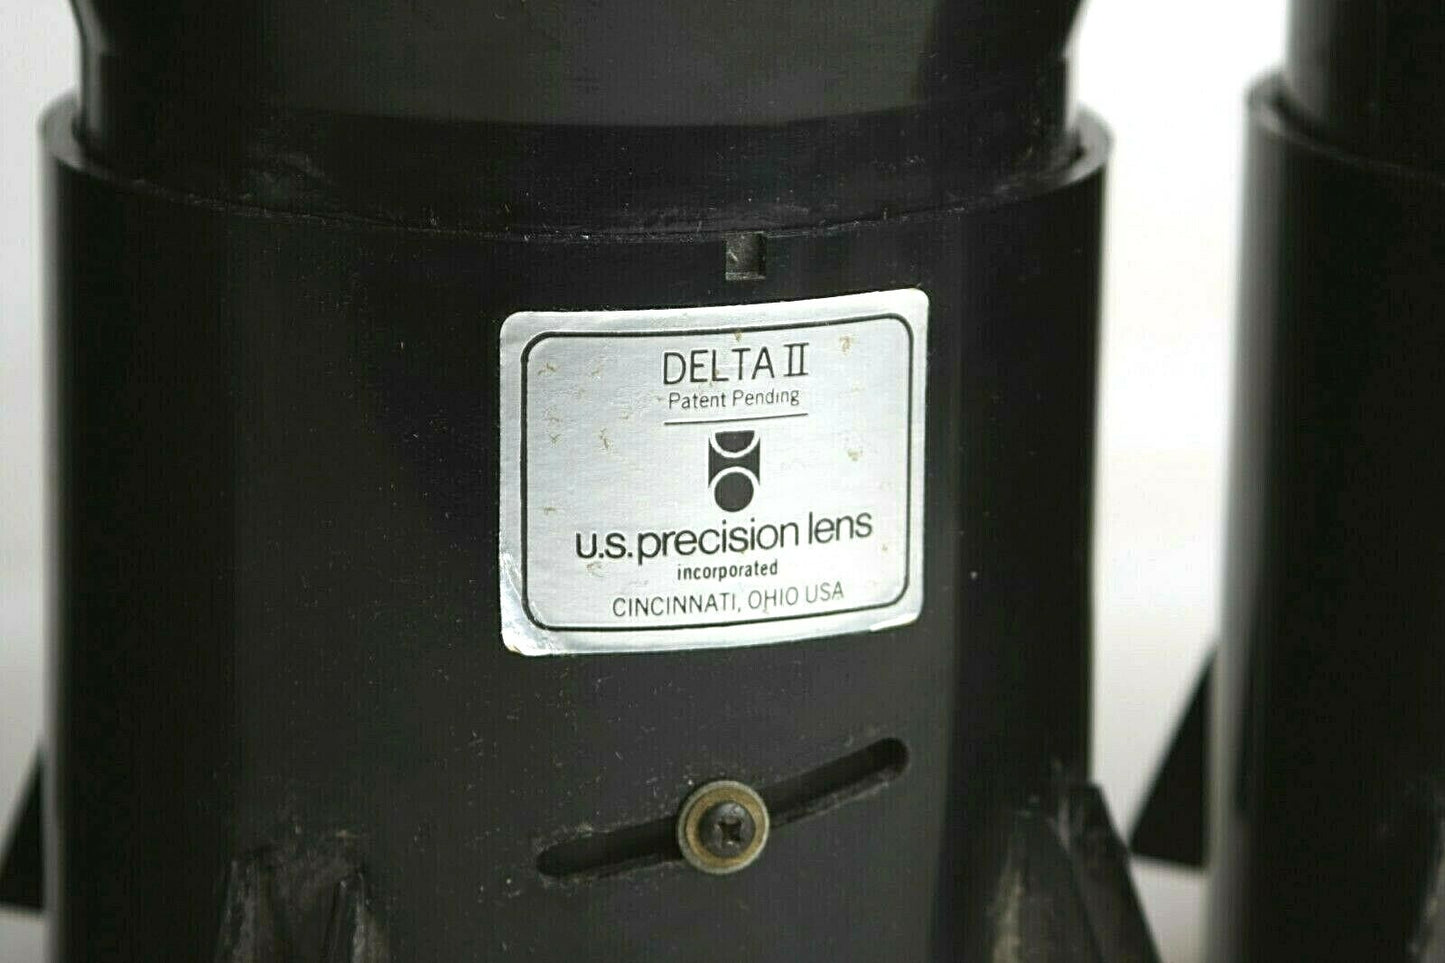 DELTA II
Patent Pending
u.s. precision lens
incorporated
CINCINNATI, OHIO USA